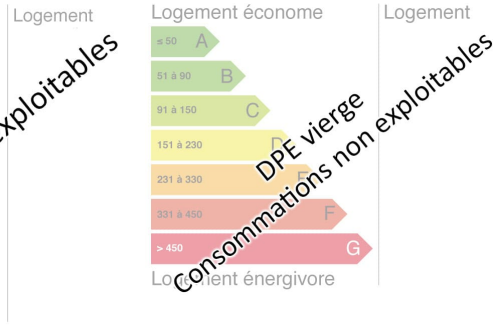 Logement
Logement économe
Logement
≤ 50 A
51 à 90 B
91 à 150 C
151 à 230 D
231 à 330 E
331 à 450 F
> 450 G
Logement énergivore
DPE vierge
Consommations non exploitables